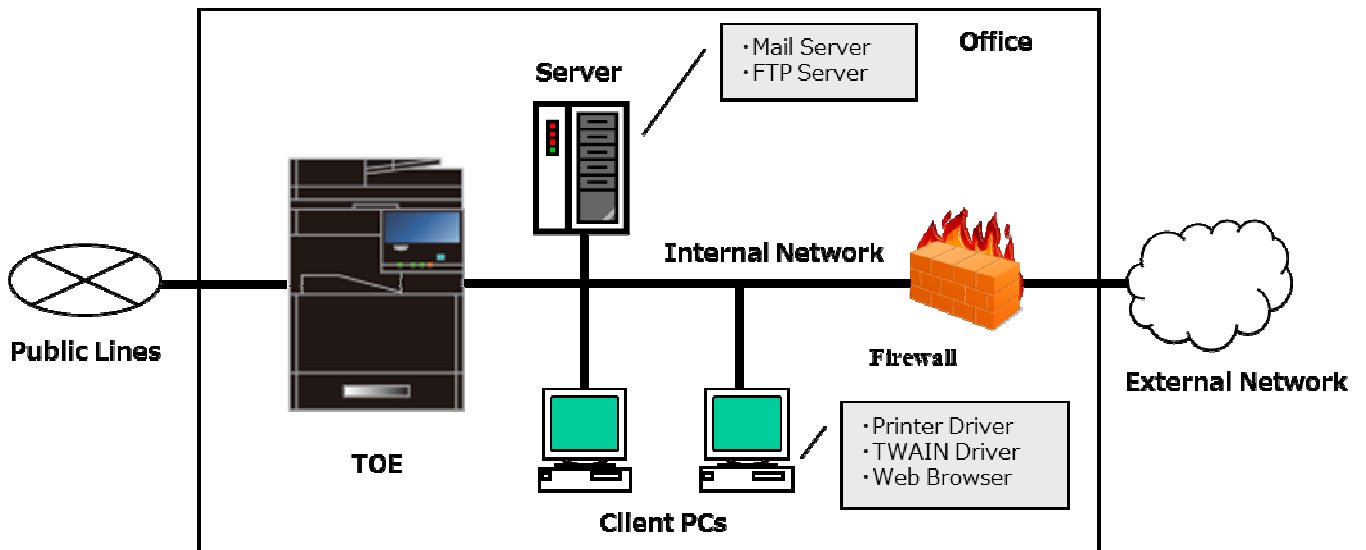 Office
・Mail Server
・FTP Server
Server
Internal Network
Public Lines
Firewall
External Network
TOE
・Printer Driver
・TWAIN Driver
・Web Browser
Client PCs